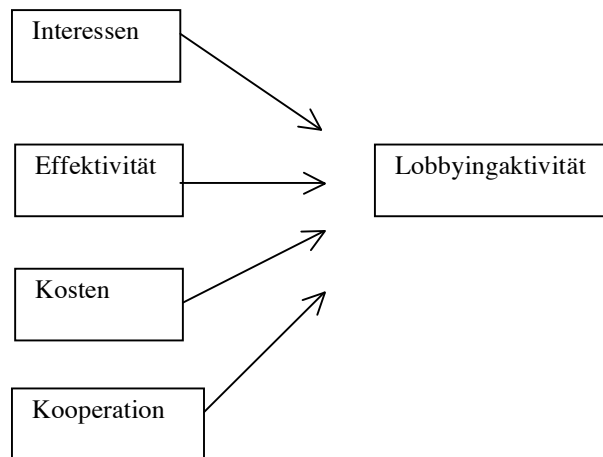 Interessen
Effektivität
Lobbyingaktivität
Kosten
Kooperation